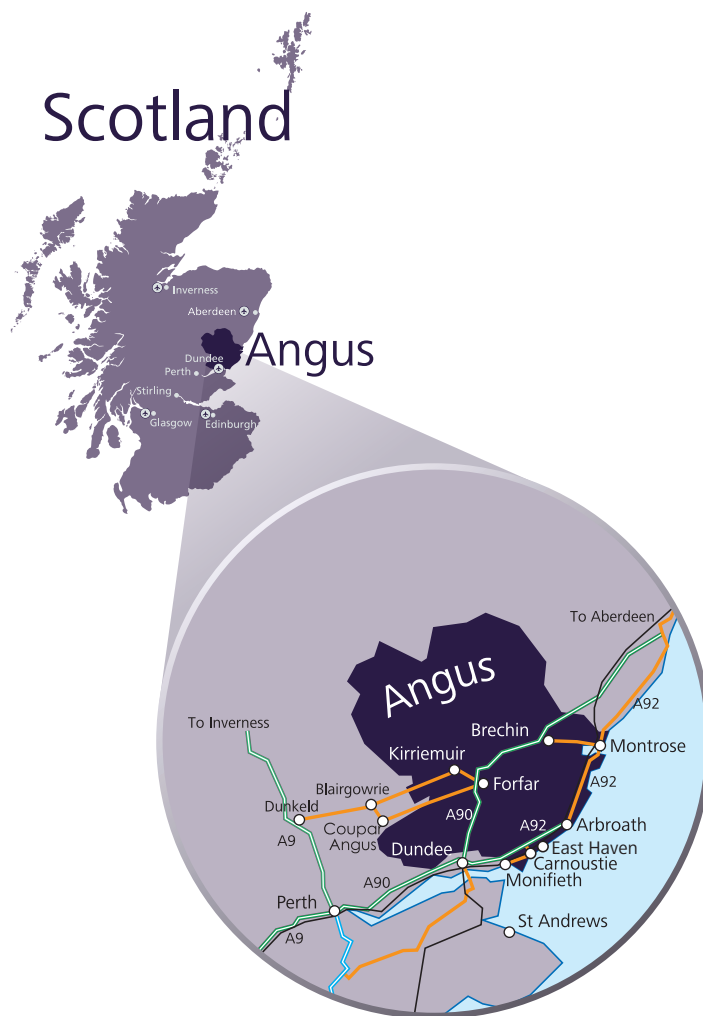 Scotland
Inverness
Aberdeen
Angus
Dundee
Perth
Stirling
Glasgow
Edinburgh
To Aberdeen
Angus
A92
To Inverness
Brechin
Montrose
Kirriemuir
A92
Blairgowrie
Forfar
Dunkeld
A90
Coupar
Angus
A92
Arbroath
A9
East Haven
Dundee
Carnoustie
A90
Monifieth
Perth
St Andrews
A9